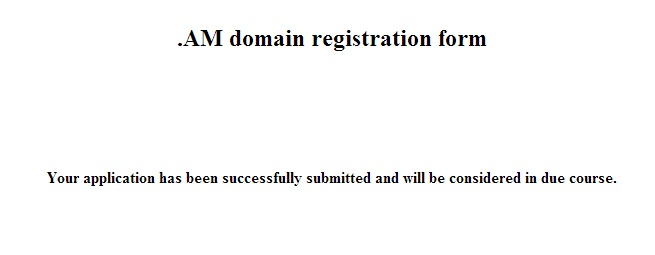 .AM domain registration form
Your application has been successfully submitted and will be considered in due course.